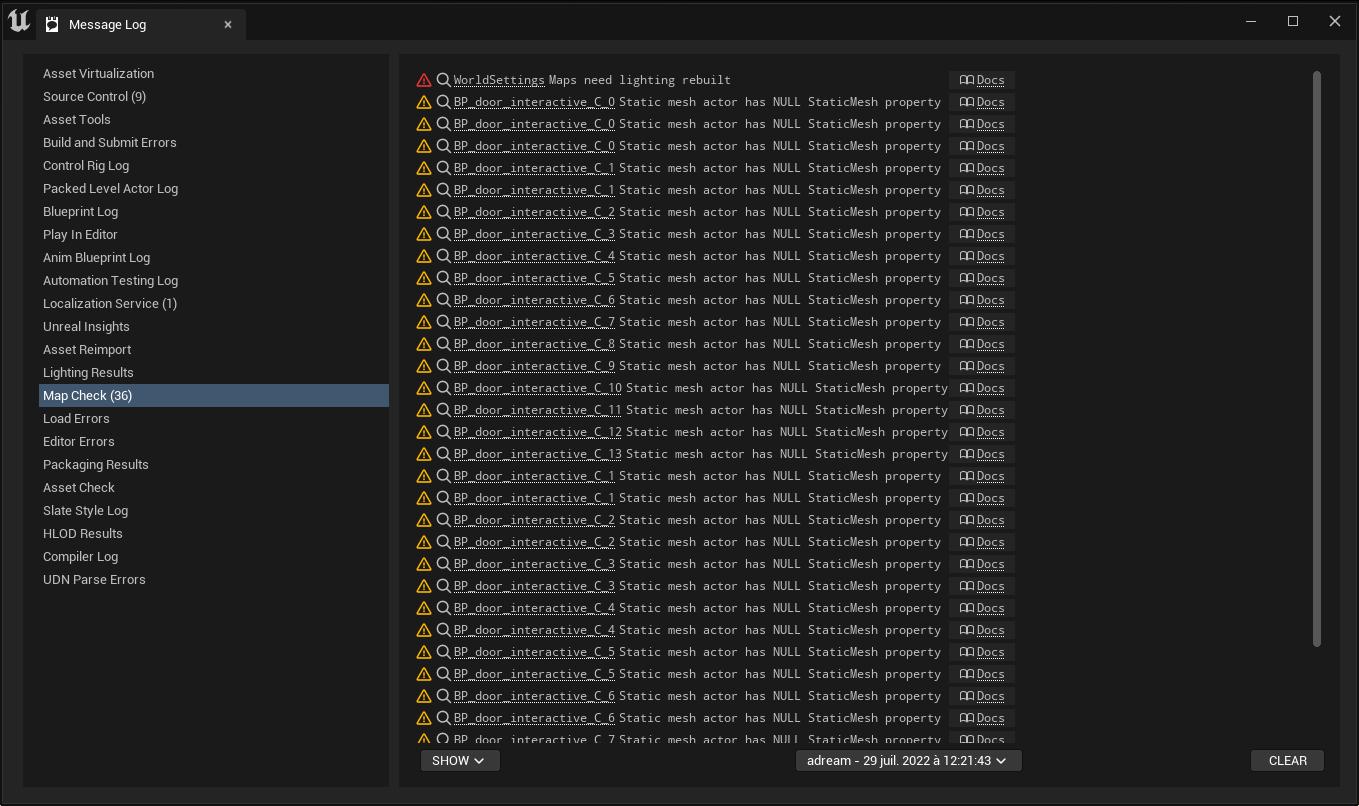 Message Log
Asset Virtualization
Source Control (9)
Asset Tools
Build and Submit Errors
Control Rig Log
Packed Level Actor Log
Blueprint Log
Play In Editor
Anim Blueprint Log
Automation Testing Log
Localization Service (1)
Unreal Insights
Asset Reimport
Lighting Results
Map Check (36)
Load Errors
Editor Errors
Packaging Results
Asset Check
Slate Style Log
HLOD Results
Compiler Log
UDN Parse Errors
WorldSettings Maps need lighting rebuilt Docs
BP_door_interactive_C_0 Static mesh actor has NULL StaticMesh property Docs
BP_door_interactive_C_0 Static mesh actor has NULL StaticMesh property Docs
BP_door_interactive_C_0 Static mesh actor has NULL StaticMesh property Docs
BP_door_interactive_C_1 Static mesh actor has NULL StaticMesh property Docs
BP_door_interactive_C_1 Static mesh actor has NULL StaticMesh property Docs
BP_door_interactive_C_2 Static mesh actor has NULL StaticMesh property Docs
BP_door_interactive_C_3 Static mesh actor has NULL StaticMesh property Docs
BP_door_interactive_C_4 Static mesh actor has NULL StaticMesh property Docs
BP_door_interactive_C_5 Static mesh actor has NULL StaticMesh property Docs
BP_door_interactive_C_6 Static mesh actor has NULL StaticMesh property Docs
BP_door_interactive_C_7 Static mesh actor has NULL StaticMesh property Docs
BP_door_interactive_C_8 Static mesh actor has NULL StaticMesh property Docs
BP_door_interactive_C_9 Static mesh actor has NULL StaticMesh property Docs
BP_door_interactive_C_10 Static mesh actor has NULL StaticMesh property Docs
BP_door_interactive_C_11 Static mesh actor has NULL StaticMesh property Docs
BP_door_interactive_C_12 Static mesh actor has NULL StaticMesh property Docs
BP_door_interactive_C_13 Static mesh actor has NULL StaticMesh property Docs
BP_door_interactive_C_1 Static mesh actor has NULL StaticMesh property Docs
BP_door_interactive_C_1 Static mesh actor has NULL StaticMesh property Docs
BP_door_interactive_C_2 Static mesh actor has NULL StaticMesh property Docs
BP_door_interactive_C_2 Static mesh actor has NULL StaticMesh property Docs
BP_door_interactive_C_3 Static mesh actor has NULL StaticMesh property Docs
BP_door_interactive_C_3 Static mesh actor has NULL StaticMesh property Docs
BP_door_interactive_C_4 Static mesh actor has NULL StaticMesh property Docs
BP_door_interactive_C_4 Static mesh actor has NULL StaticMesh property Docs
BP_door_interactive_C_5 Static mesh actor has NULL StaticMesh property Docs
BP_door_interactive_C_5 Static mesh actor has NULL StaticMesh property Docs
BP_door_interactive_C_6 Static mesh actor has NULL StaticMesh property Docs
BP_door_interactive_C_6 Static mesh actor has NULL StaticMesh property Docs
BP_door_interactive_C_7 Static mesh actor has NULL StaticMesh property Docs
SHOW
adream - 29 juil. 2022 à 12:21:43
CLEAR